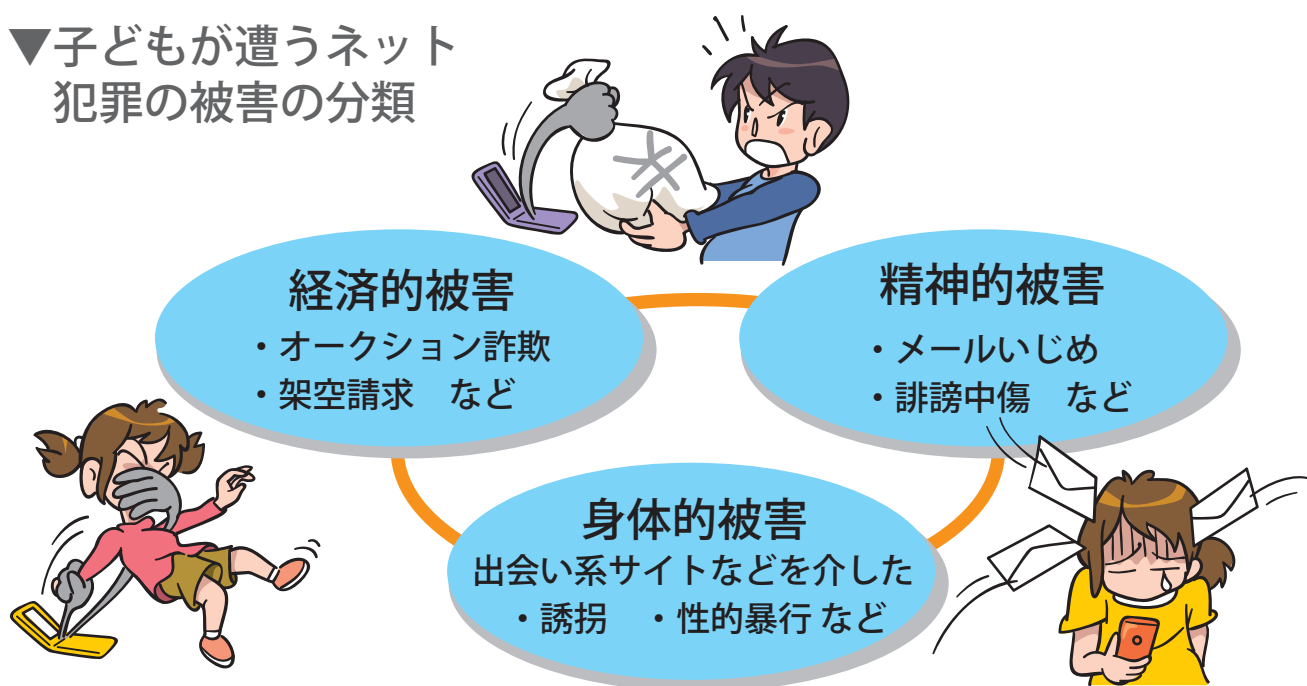 ▼子どもが遭うネット
犯罪の被害の分類
経済的被害
・オークション詐欺
・架空請求　など
精神的被害
・メールいじめ
・誹謗中傷　など
身体的被害
出会い系サイトなどを介した
・誘拐　・性的暴行 など